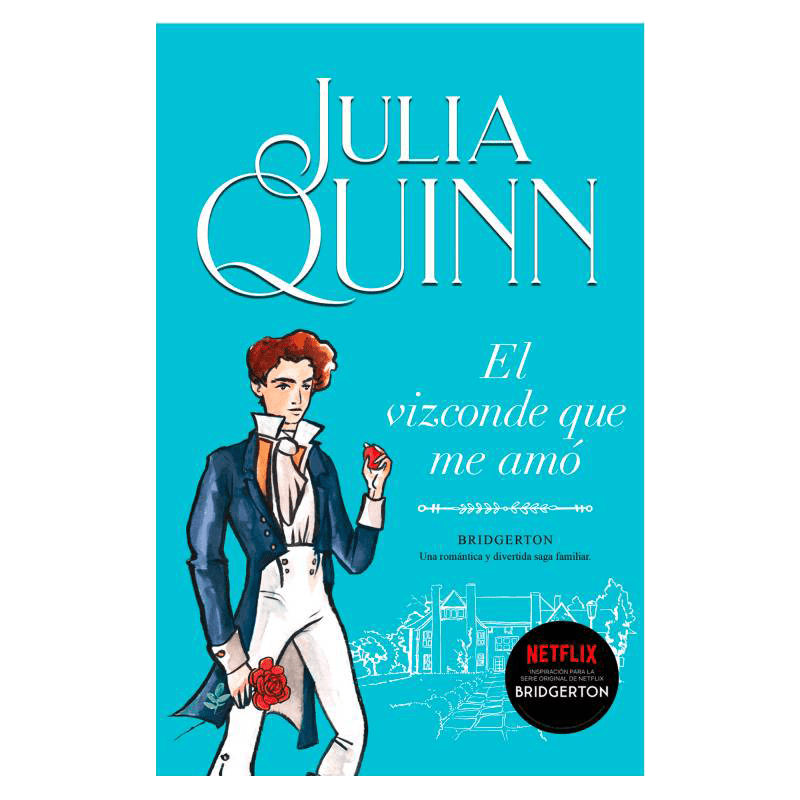 JULIA
QUINN
El
vizconde que
me amó
BRIDGERTON
Una romántica y divertida saga familiar.
NETFLIX
INSPIRACIÓN PARA LA
SERIE ORIGINAL DE NETFLIX
BRIDGERTON